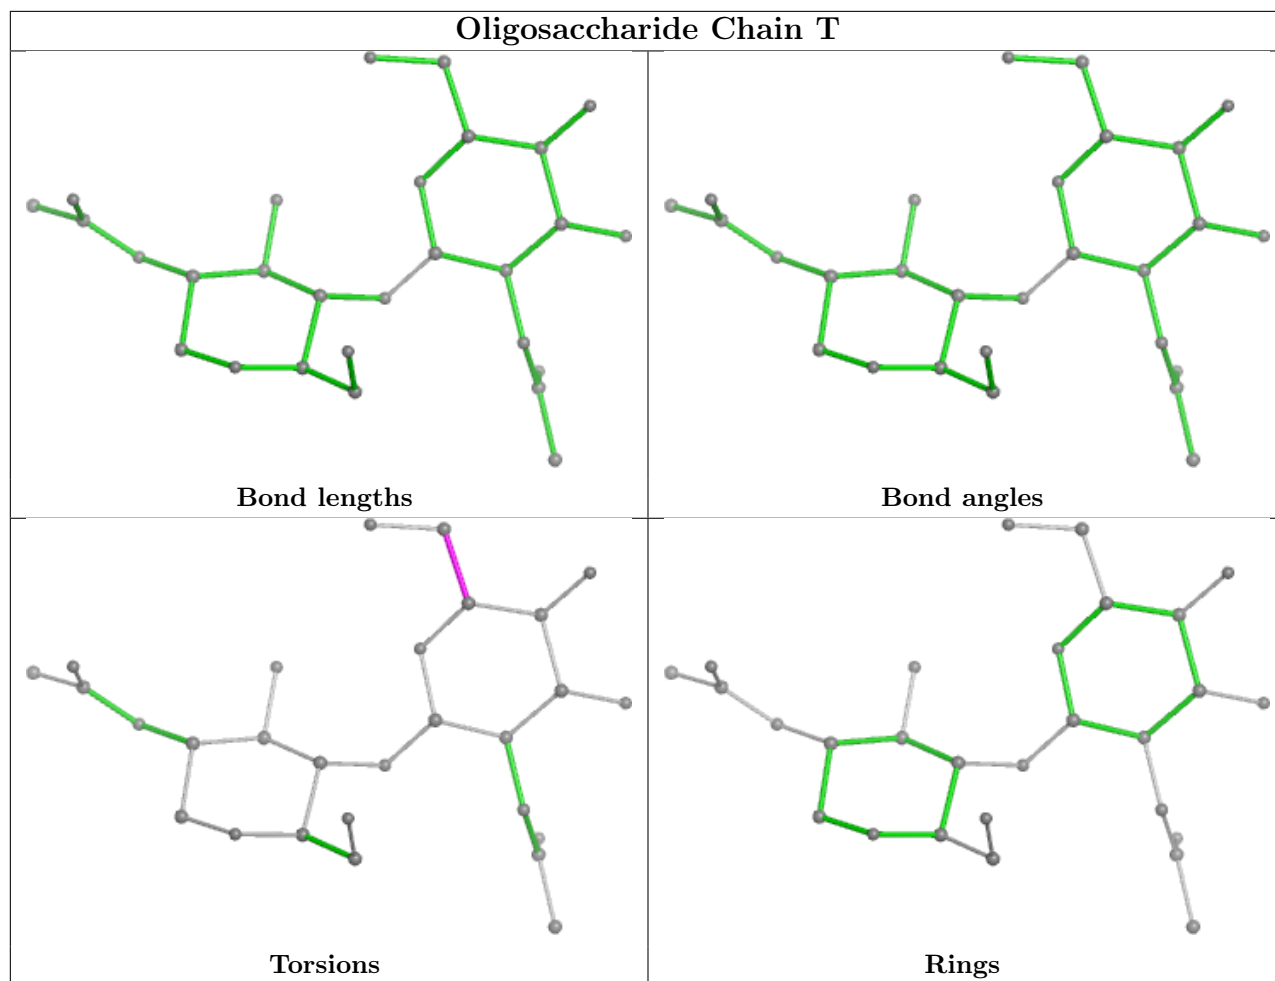 Oligosaccharide Chain T
Bond lengths
Bond angles
Torsions
Rings